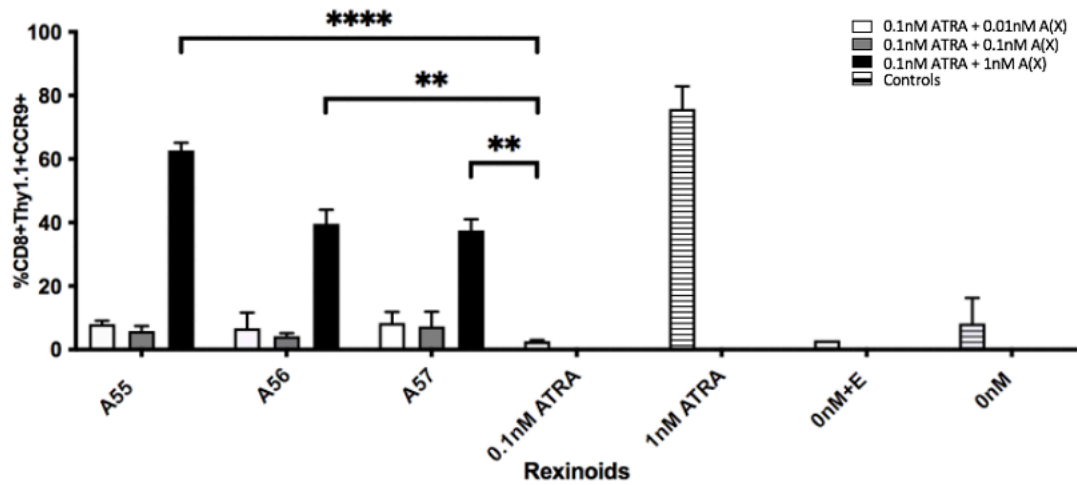 ****
**
**
0.1nM ATRA + 0.01nM A(X)
0.1nM ATRA + 0.1nM A(X)
0.1nM ATRA + 1nM A(X)
Controls
%CD8+Thy1.1+CCR9+
100
80
60
40
20
0
A55
A56
A57
0.1nM ATRA
1nM ATRA
0nM+E
0nM
Rexinoids